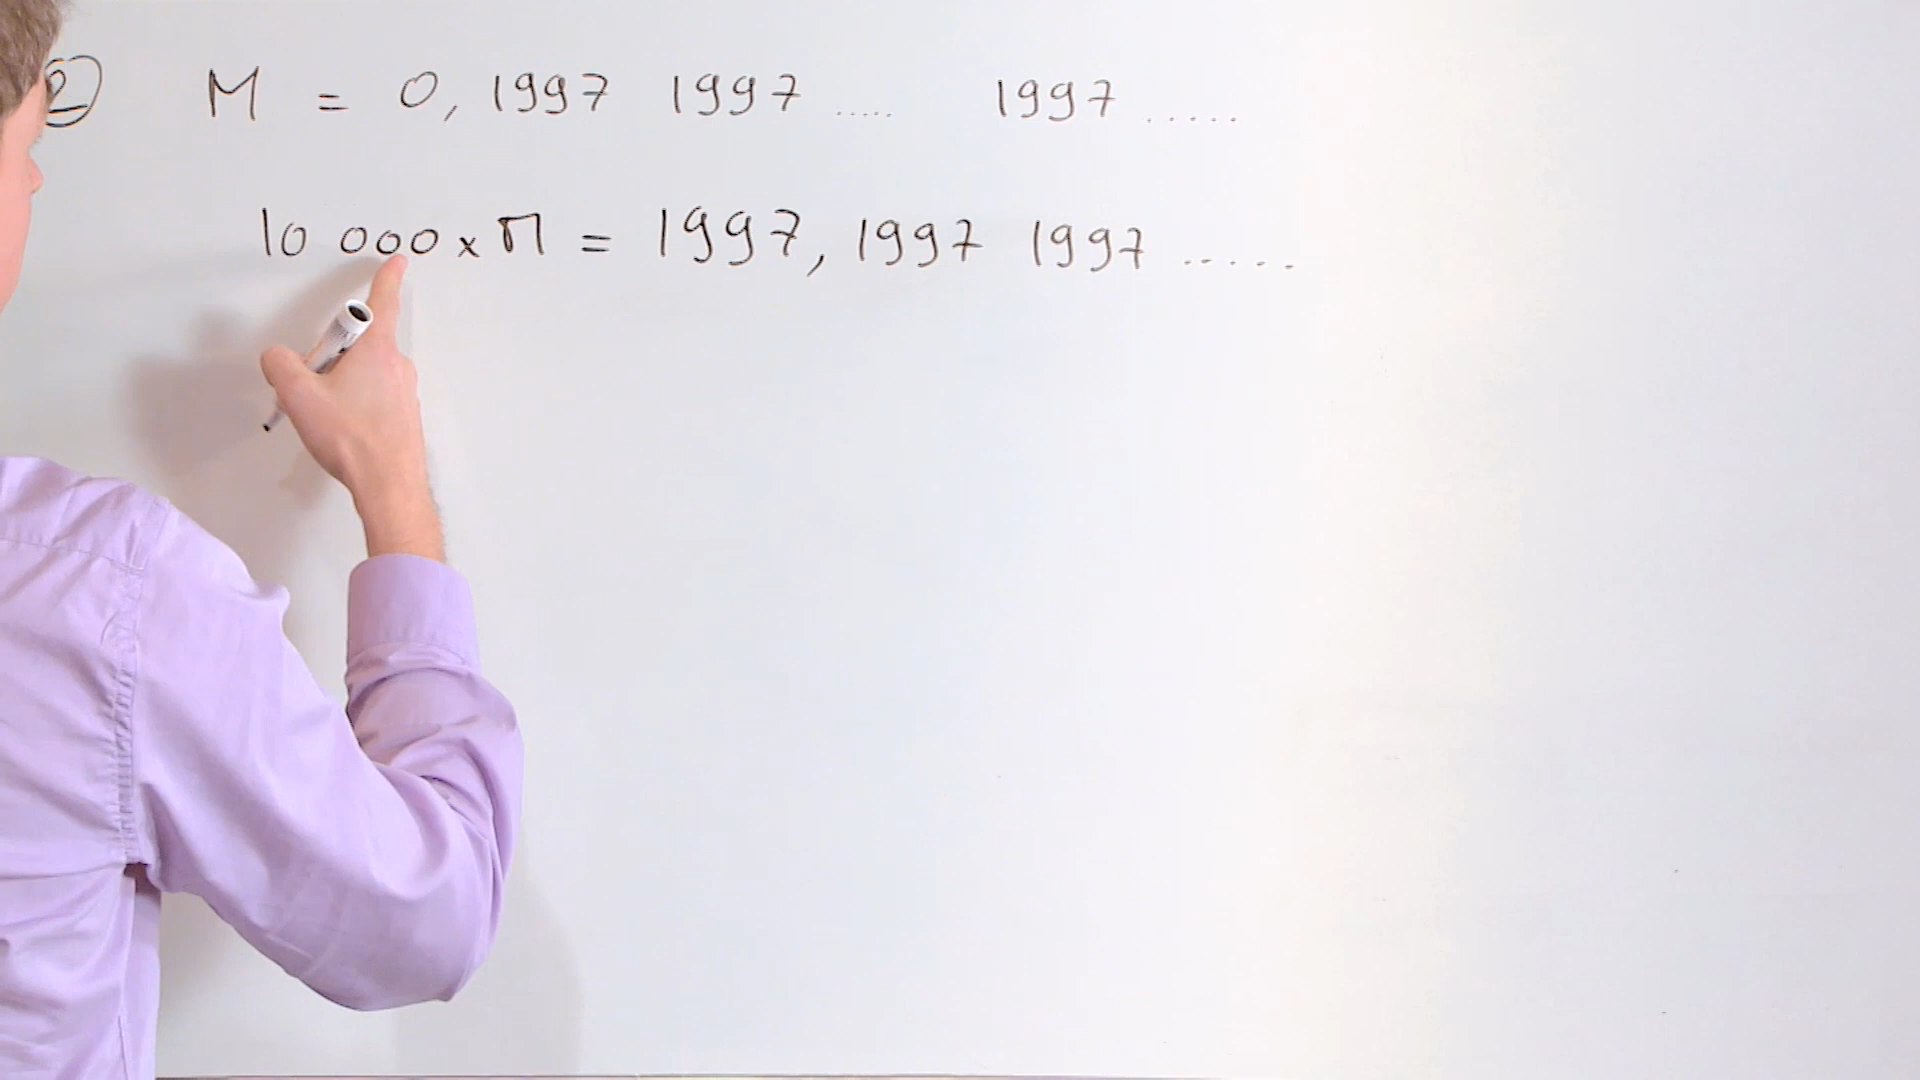 ② M = 0,1997 1997 ..... 1997 .....
10 000 x M = 1997, 1997 1997 .....